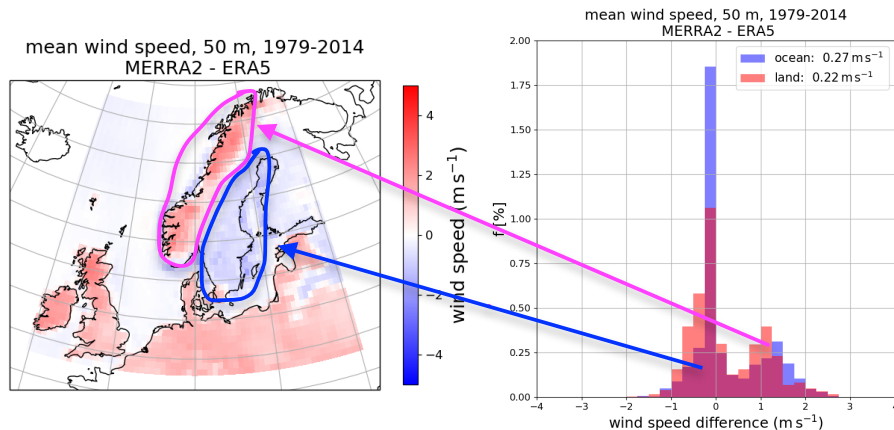 mean wind speed, 50 m, 1979-2014
MERRA2 - ERA5
4
2
0
−2
−4
wind speed (m s⁻¹)
mean wind speed, 50 m, 1979-2014
MERRA2 - ERA5
ocean: 0.27 m s⁻¹
land: 0.22 m s⁻¹
2.00
1.75
1.50
1.25
1.00
0.75
0.50
0.25
0.00
f [%]
−4 −3 −2 −1 0 1 2 3 4
wind speed difference (m s⁻¹)